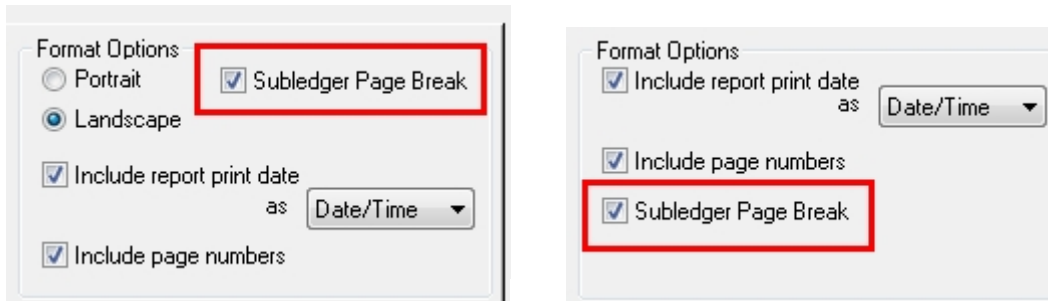 Format Options
Portrait
Subledger Page Break
Landscape
Include report print date
as
Date/Time
Include page numbers
Format Options
Include report print date
as
Date/Time
Include page numbers
Subledger Page Break